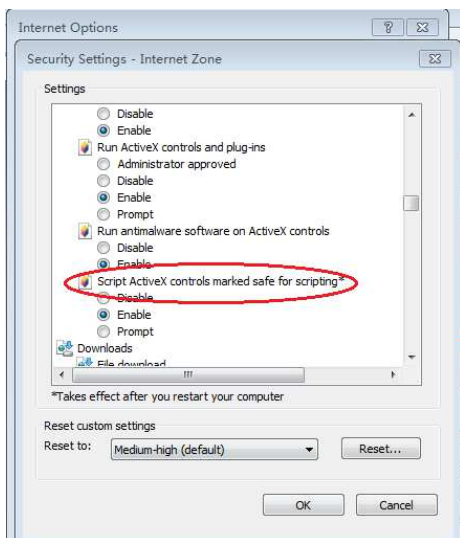 Internet Options
Security Settings - Internet Zone
Settings
Disable
Enable
Run ActiveX controls and plug-ins
Administrator approved
Disable
Enable
Prompt
Run antimalware software on ActiveX controls
Disable
Enable
Script ActiveX controls marked safe for scripting*
Disable
Enable
Prompt
Downloads
File download
*Takes effect after you restart your computer
Reset custom settings
Reset to:
Medium-high (default)
Reset...
OK
Cancel